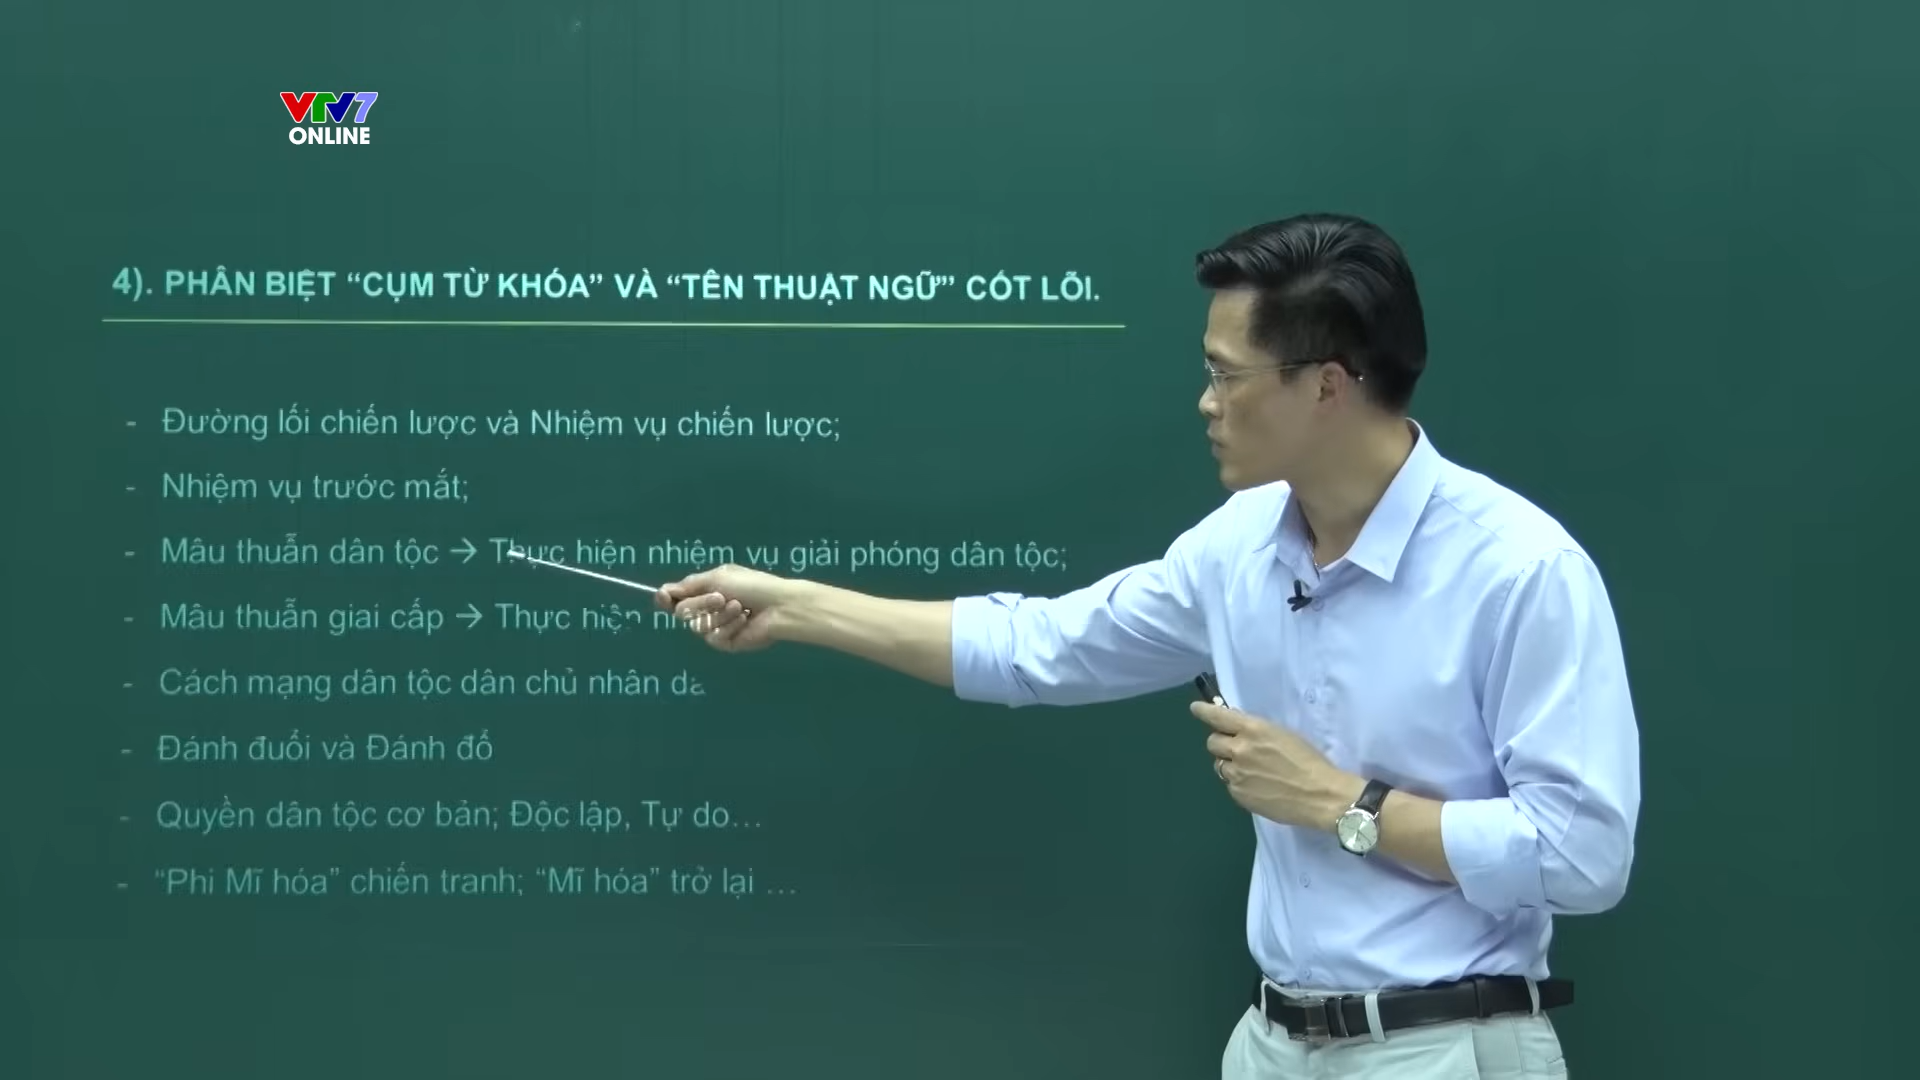 VTV7
ONLINE
4). PHÂN BIỆT “CỤM TỪ KHÓA” VÀ “TÊN THUẬT NGỮ” CỐT LÕI.
- Đường lối chiến lược và Nhiệm vụ chiến lược;
- Nhiệm vụ trước mắt;
- Mâu thuẫn dân tộc → Thực hiện nhiệm vụ giải phóng dân tộc;
- Mâu thuẫn giai cấp → Thực hiện
- Cách mạng dân tộc dân chủ nhân
- Đánh đuổi và Đánh đổ
- Quyền dân tộc cơ bản; Độc lập, Tự do…
- “Phi Mĩ hóa” chiến tranh; “Mĩ hóa” trở lại …